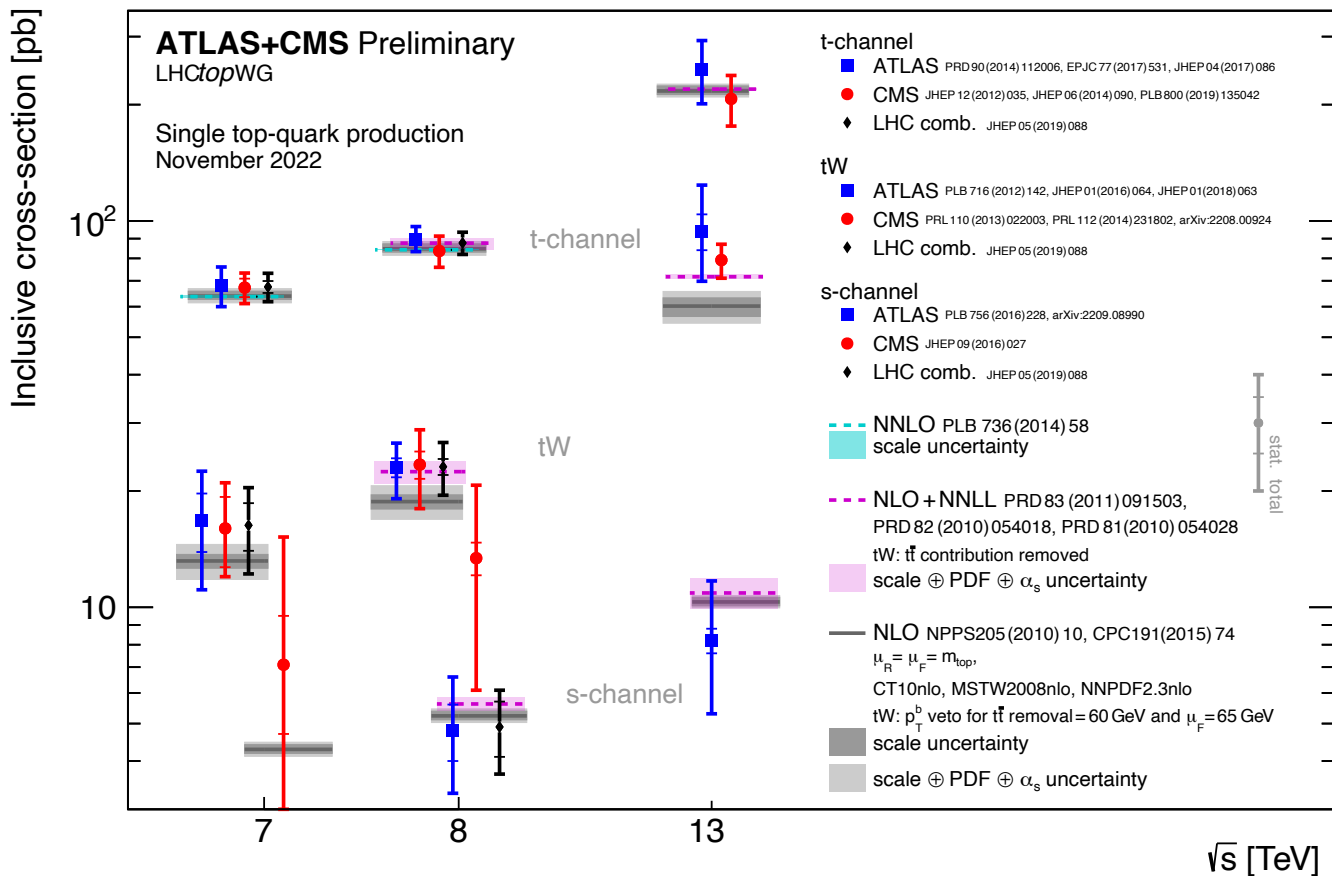 Inclusive cross-section [pb]
ATLAS+CMS Preliminary
LHCtopWG
Single top-quark production
November 2022
10²
10
t-channel
tW
s-channel
7
8
13
√s [TeV]
t-channel
ATLAS PRD 90 (2014) 112006, EPJC 77 (2017) 531, JHEP 04 (2017) 086
CMS JHEP 12 (2012) 035, JHEP 06 (2014) 090, PLB 800 (2019) 135042
LHC comb. JHEP 05 (2019) 088
tW
ATLAS PLB 716 (2012) 142, JHEP 01 (2016) 064, JHEP 01 (2018) 063
CMS PRL 110 (2013) 022003, PRL 112 (2014) 231802, arXiv:2208.00924
LHC comb. JHEP 05 (2019) 088
s-channel
ATLAS PLB 756 (2016) 228, arXiv:2209.08990
CMS JHEP 09 (2016) 027
LHC comb. JHEP 05 (2019) 088
NNLO PLB 736 (2014) 58
scale uncertainty
NLO + NNLL PRD 83 (2011) 091503,
PRD 82 (2010) 054018, PRD 81 (2010) 054028
tW: tt̄ contribution removed
scale ⊕ PDF ⊕ αₛ uncertainty
NLO NPPS205 (2010) 10, CPC191 (2015) 74
μ_R = μ_F = m_top,
CT10nlo, MSTW2008nlo, NNPDF2.3nlo
tW: p_T^b veto for tt̄ removal = 60 GeV and μ_F = 65 GeV
scale uncertainty
scale ⊕ PDF ⊕ αₛ uncertainty
stat. total